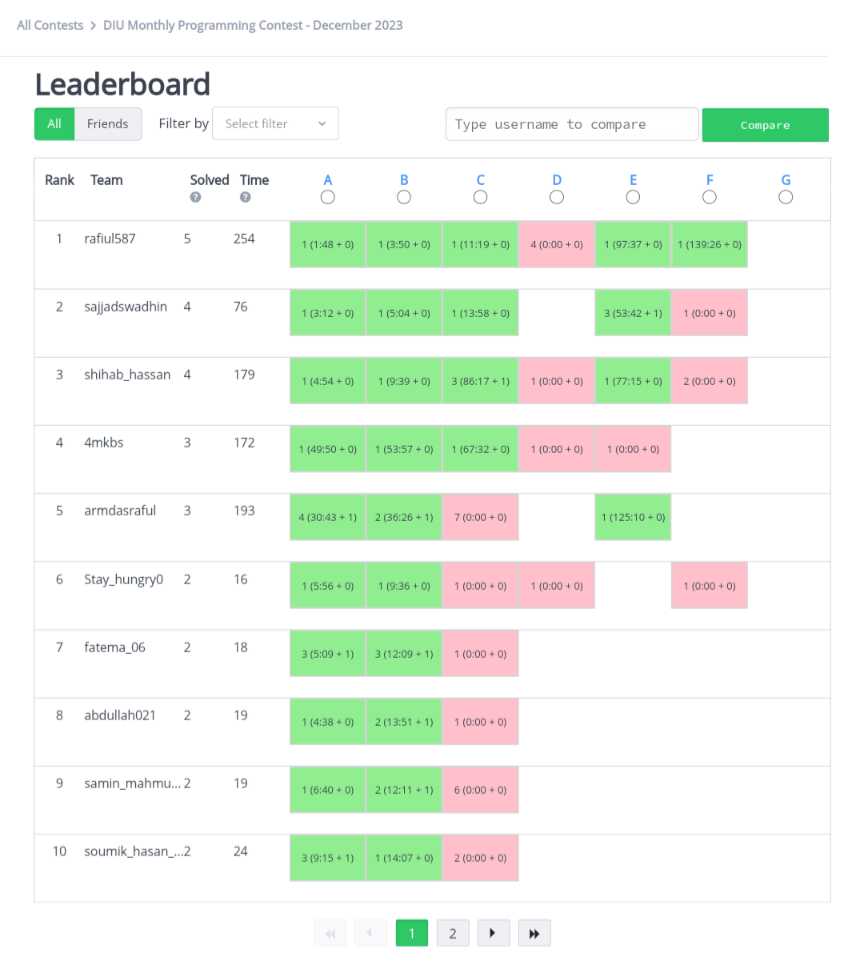 All Contests > DIU Monthly Programming Contest - December 2023
Leaderboard
All Friends Filter by Select filter Type username to compare Compare
Rank Team Solved Time A B C D E F G
? ?
1 rafiul587 5 254 1 (1:48 + 0) 1 (3:50 + 0) 1 (11:19 + 0) 4 (0:00 + 0) 1 (97:37 + 0) 1 (139:26 + 0)
2 sajjadswadhin 4 76 1 (3:12 + 0) 1 (5:04 + 0) 1 (13:58 + 0) 3 (53:42 + 1) 1 (0:00 + 0)
3 shihab_hassan 4 179 1 (4:54 + 0) 1 (9:39 + 0) 3 (86:17 + 1) 1 (0:00 + 0) 1 (77:15 + 0) 2 (0:00 + 0)
4 4mkbs 3 172 1 (49:50 + 0) 1 (53:57 + 0) 1 (67:32 + 0) 1 (0:00 + 0) 1 (0:00 + 0)
5 armdasraful 3 193 4 (30:43 + 1) 2 (36:26 + 1) 7 (0:00 + 0) 1 (125:10 + 0)
6 Stay_hungry0 2 16 1 (5:56 + 0) 1 (9:36 + 0) 1 (0:00 + 0) 1 (0:00 + 0) 1 (0:00 + 0)
7 fatema_06 2 18 3 (5:09 + 1) 3 (12:09 + 1) 1 (0:00 + 0)
8 abdullah021 2 19 1 (4:38 + 0) 2 (13:51 + 1) 1 (0:00 + 0)
9 samin_mahmu... 2 19 1 (6:40 + 0) 2 (12:11 + 1) 6 (0:00 + 0)
10 soumik_hasan_... 2 24 3 (9:15 + 1) 1 (14:07 + 0) 2 (0:00 + 0)
1 2